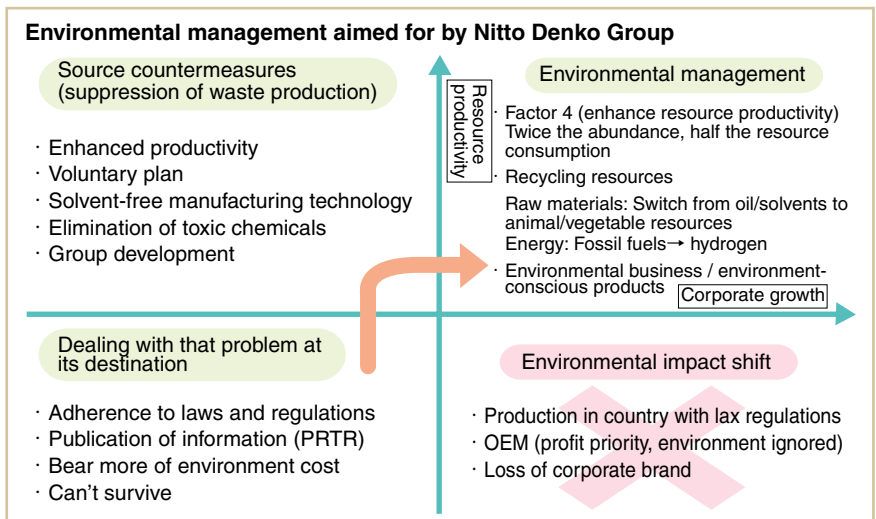 Environmental management aimed for by Nitto Denko Group
Source countermeasures
(suppression of waste production)
· Enhanced productivity
· Voluntary plan
· Solvent-free manufacturing technology
· Elimination of toxic chemicals
· Group development
Resource
productivity
Environmental management
· Factor 4 (enhance resource productivity)
Twice the abundance, half the resource
consumption
· Recycling resources
Raw materials: Switch from oil/solvents to
animal/vegetable resources
Energy: Fossil fuels→ hydrogen
· Environmental business / environment-
conscious products
Corporate growth
Dealing with that problem at
its destination
· Adherence to laws and regulations
· Publication of information (PRTR)
· Bear more of environment cost
· Can't survive
Environmental impact shift
· Production in country with lax regulations
· OEM (profit priority, environment ignored)
· Loss of corporate brand